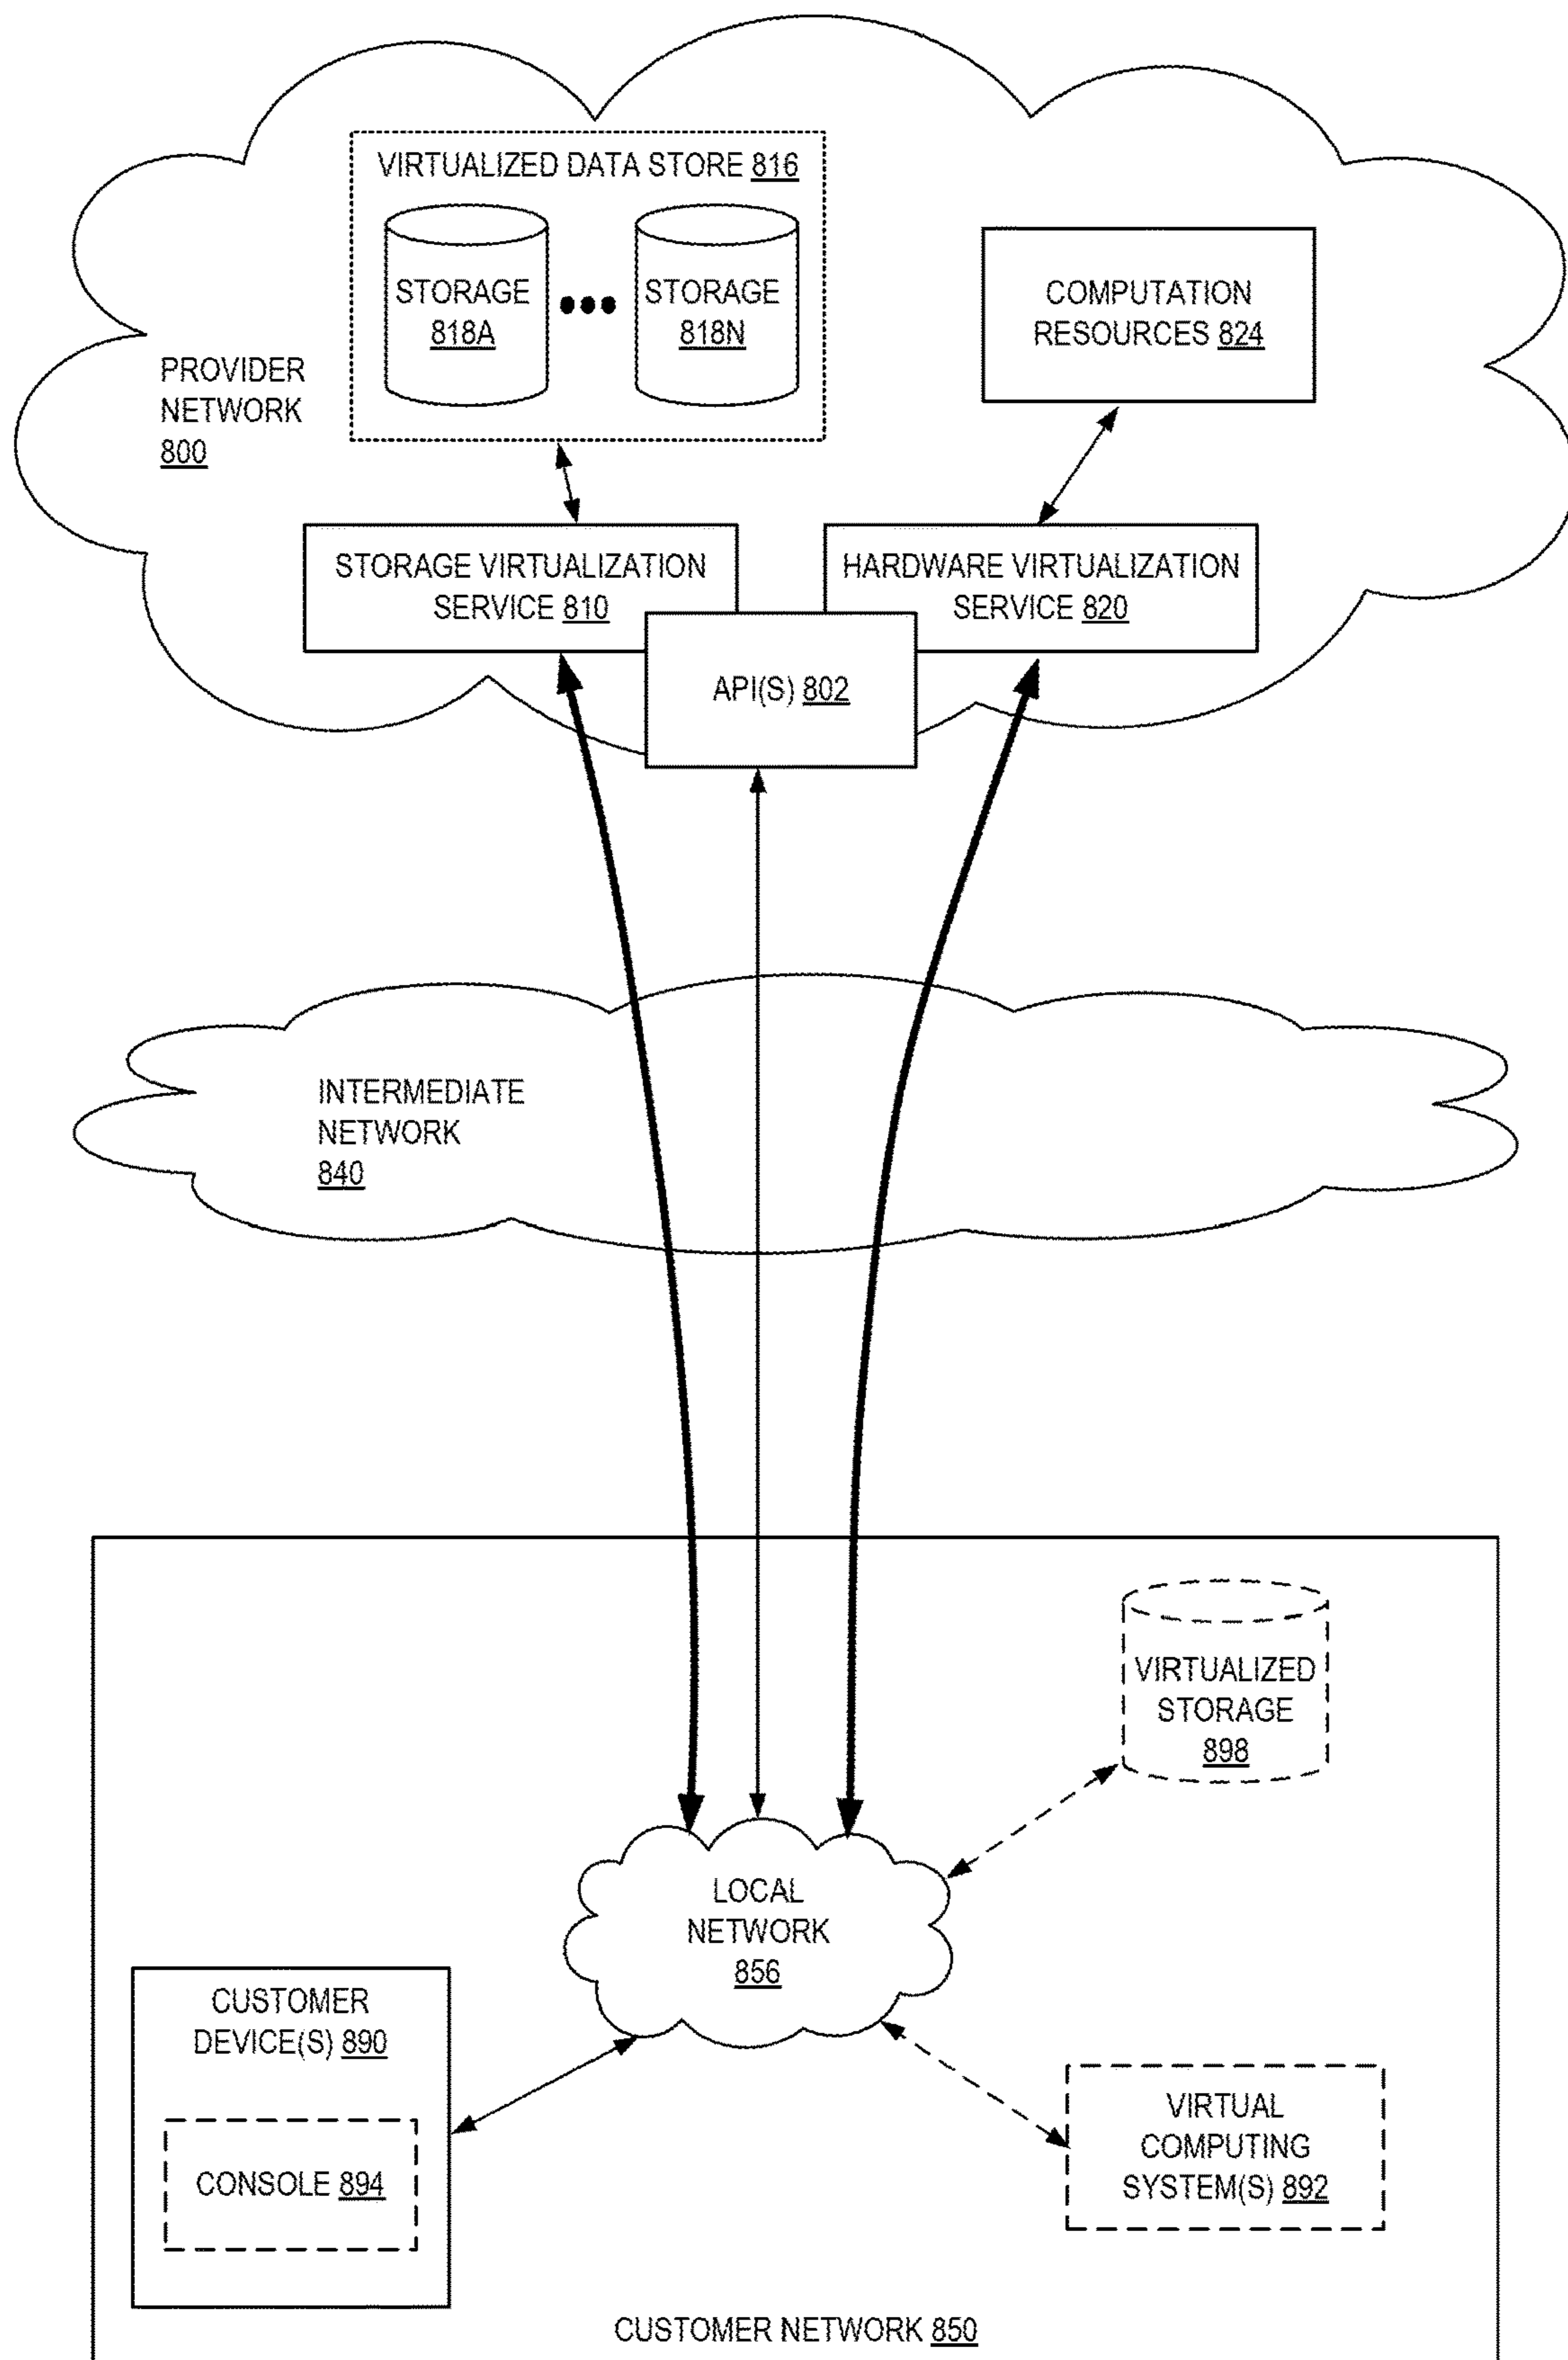 VIRTUALIZED DATA STORE 816
STORAGE
818A
STORAGE
818N
COMPUTATION
RESOURCES 824
PROVIDER
NETWORK
800
STORAGE VIRTUALIZATION
SERVICE 810
HARDWARE VIRTUALIZATION
SERVICE 820
API(S) 802
INTERMEDIATE
NETWORK
840
VIRTUALIZED
STORAGE
898
LOCAL
NETWORK
856
CUSTOMER
DEVICE(S) 890
CONSOLE 894
VIRTUAL
COMPUTING
SYSTEM(S) 892
CUSTOMER NETWORK 850